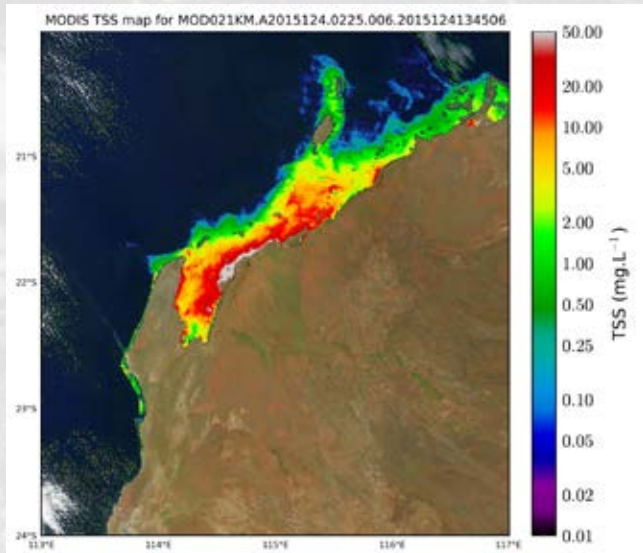 MODIS TSS map for MOD021KM.A2015124.0225.006.2015124134506
50.00
20.00
10.00
5.00
2.00
1.00
0.50
0.25
0.10
0.05
0.02
0.01
TSS (mg.L⁻¹)
21°S
22°S
23°S
24°S
113°E
114°E
115°E
116°E
117°E